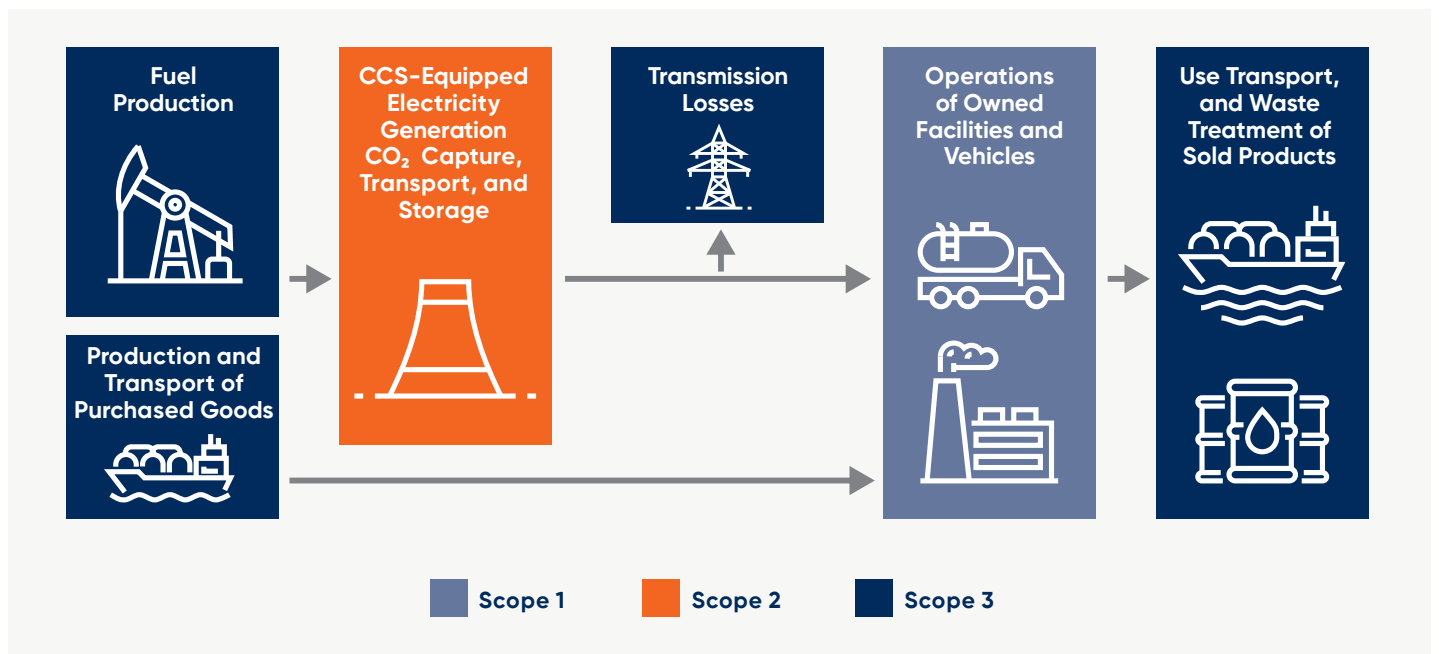 Fuel
Production
CCS-Equipped
Electricity
Generation
CO₂ Capture,
Transport, and
Storage
Transmission
Losses
Operations
of Owned
Facilities and
Vehicles
Use Transport,
and Waste
Treatment of
Sold Products
Production and
Transport of
Purchased Goods
Scope 1
Scope 2
Scope 3